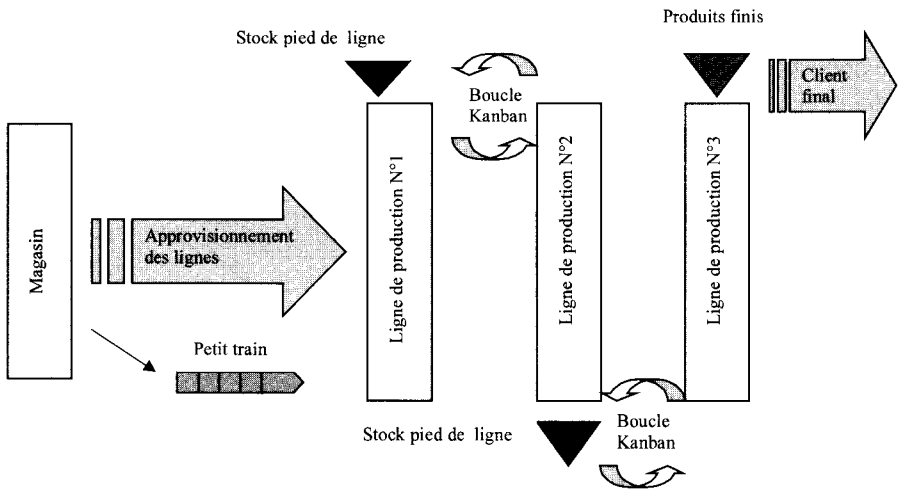 Produits finis
Stock pied de ligne
Client
final
Boucle
Kanban
Magasin
Approvisionnement
des lignes
Ligne de production N°1
Ligne de production N°2
Ligne de production N°3
Petit train
Stock pied de ligne
Boucle
Kanban